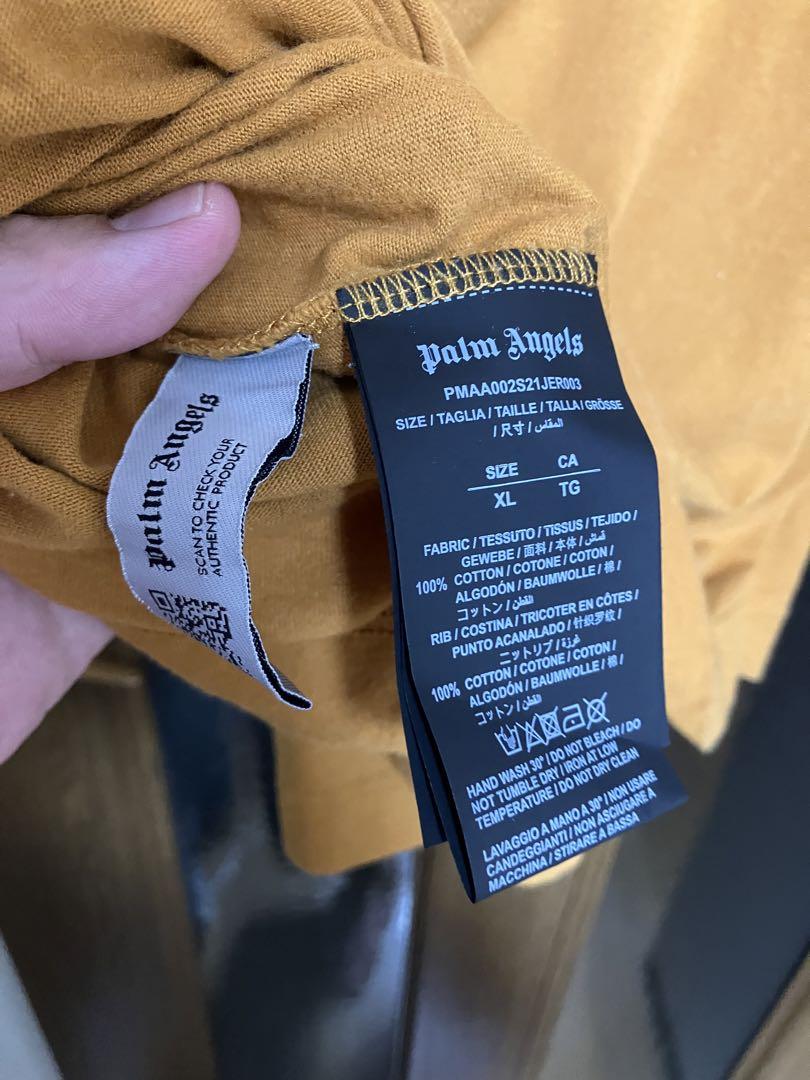 Palm Angels
SCAN TO CHECK YOUR
AUTHENTIC PRODUCT
Palm Angels
PMAA002S21JER003
SIZE / TAGLIA / TAILLE / TALLA / GRÖSSE
/ 尺寸 / المقاس
SIZE CA
XL TG
FABRIC / TESSUTO / TISSUS / TEJIDO /
GEWEBE / 面料 / 本体 / قماش
100% COTTON / COTONE / COTON /
ALGODÓN / BAUMWOLLE / 棉 /
コットン / القطن
RIB / COSTINA / TRICOTER EN CÔTES /
PUNTO ACANALADO / 针织罗纹 /
ニットリブ / غرزة
100% COTTON / COTONE / COTON /
ALGODÓN / BAUMWOLLE / 棉 /
コットン / القطن
HAND WASH 30° / DO NOT BLEACH / DO
NOT TUMBLE DRY / IRON AT LOW
TEMPERATURE / DO NOT DRY CLEAN
LAVAGGIO A MANO A 30° / NON USARE
CANDEGGIANTI / NON ASCIUGARE A
MACCHINA / STIRARE A BASSA